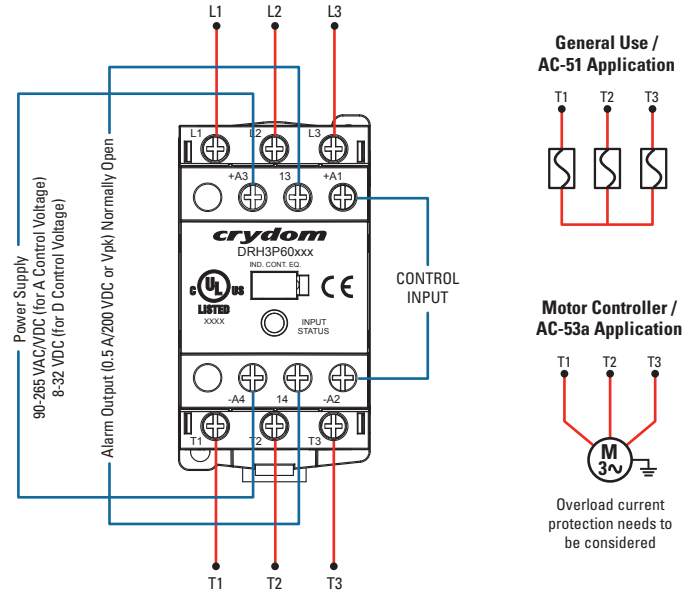 L1 L2 L3
L1 L2 L3
+A3 13 +A1
crydom
DRH3P60xxx
IND. CONT. EQ.
C UL US
LISTED
XXXX
CE
INPUT
STATUS
-A4 14 -A2
T1 T2 T3
T1 T2 T3
Power Supply
90-265 VAC/VDC (for A Control Voltage)
8-32 VDC (for D Control Voltage)
Alarm Output (0.5 A/200 VDC or Vpk) Normally Open
CONTROL
INPUT
General Use /
AC-51 Application
T1 T2 T3
Motor Controller /
AC-53a Application
T1 T2 T3
M
3∿
Overload current
protection needs to
be considered